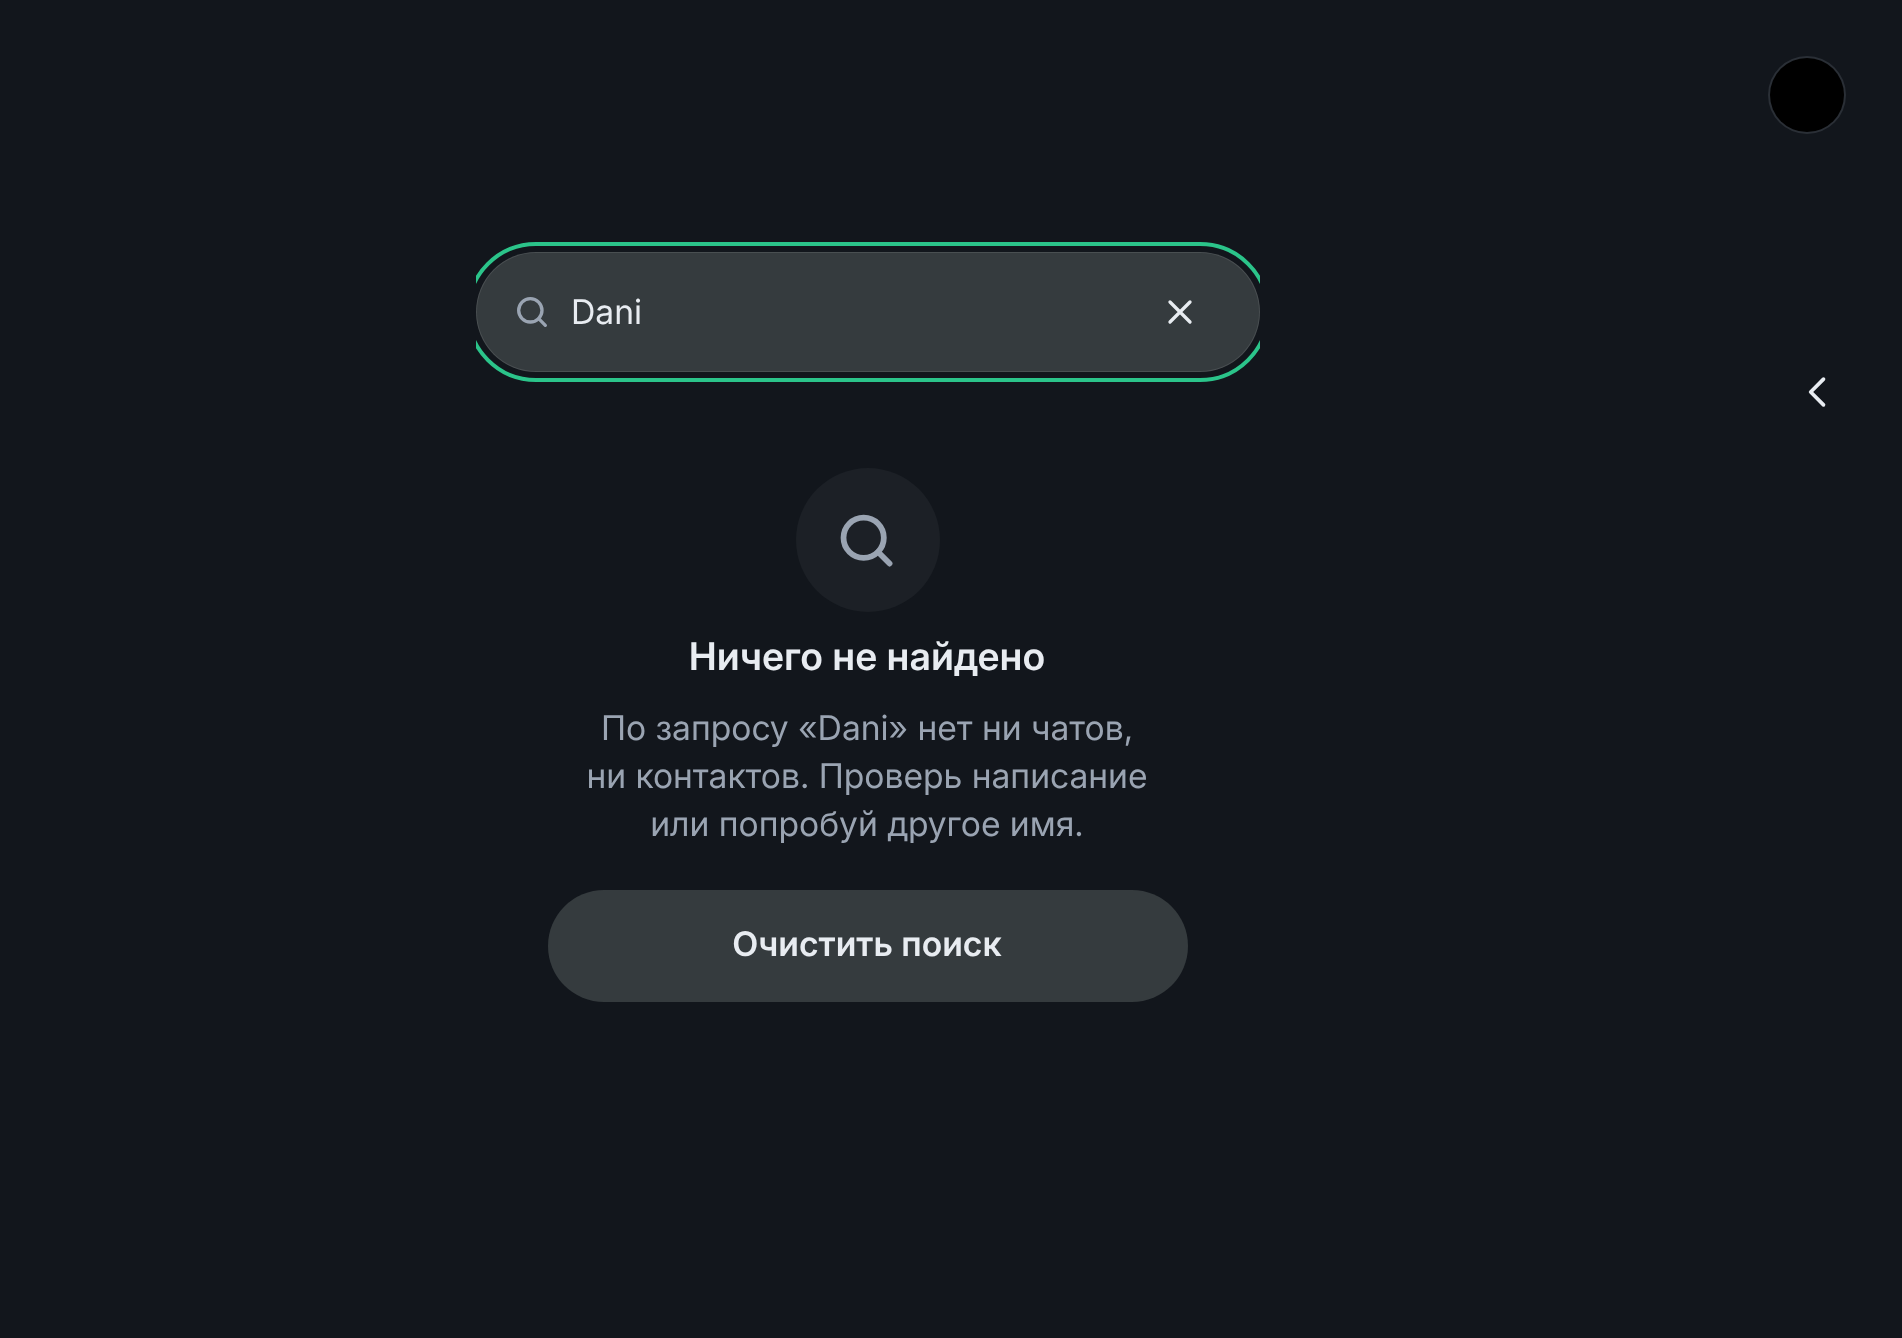 Dani
Ничего не найдено
По запросу «Dani» нет ни чатов,
ни контактов. Проверь написание
или попробуй другое имя.
Очистить поиск